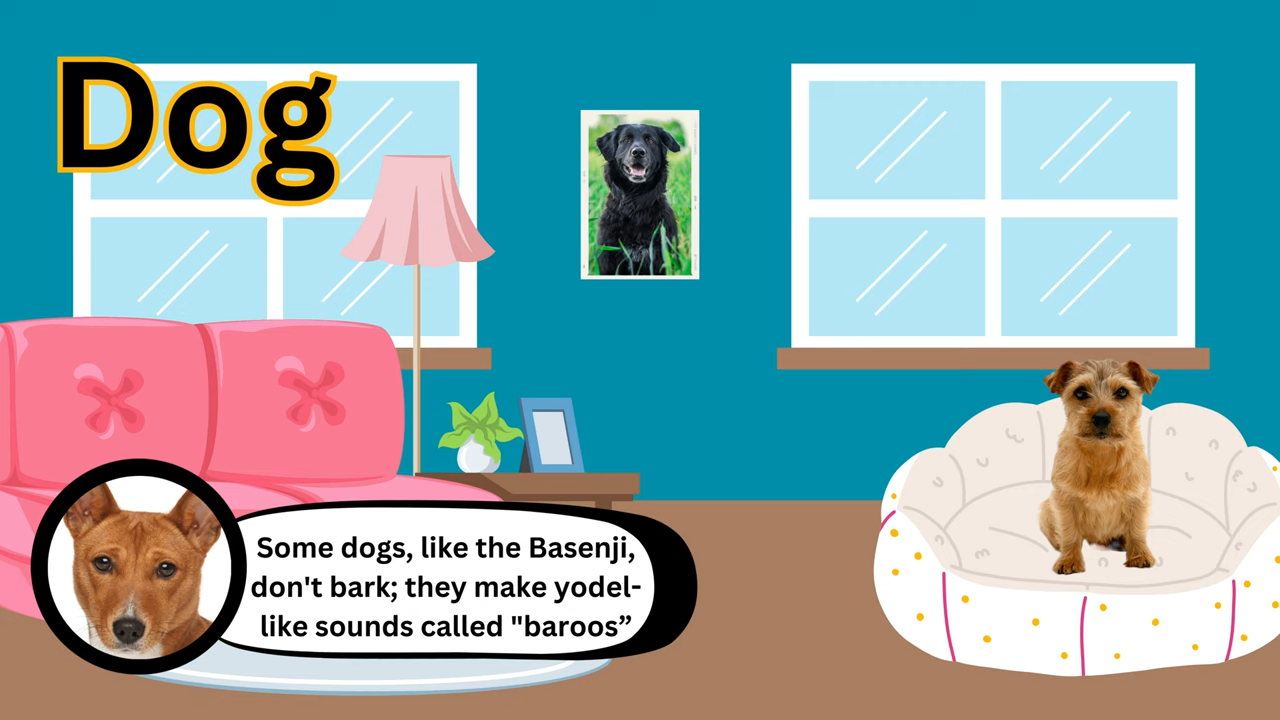 Dog
Some dogs, like the Basenji,
don't bark; they make yodel-
like sounds called "baroos”